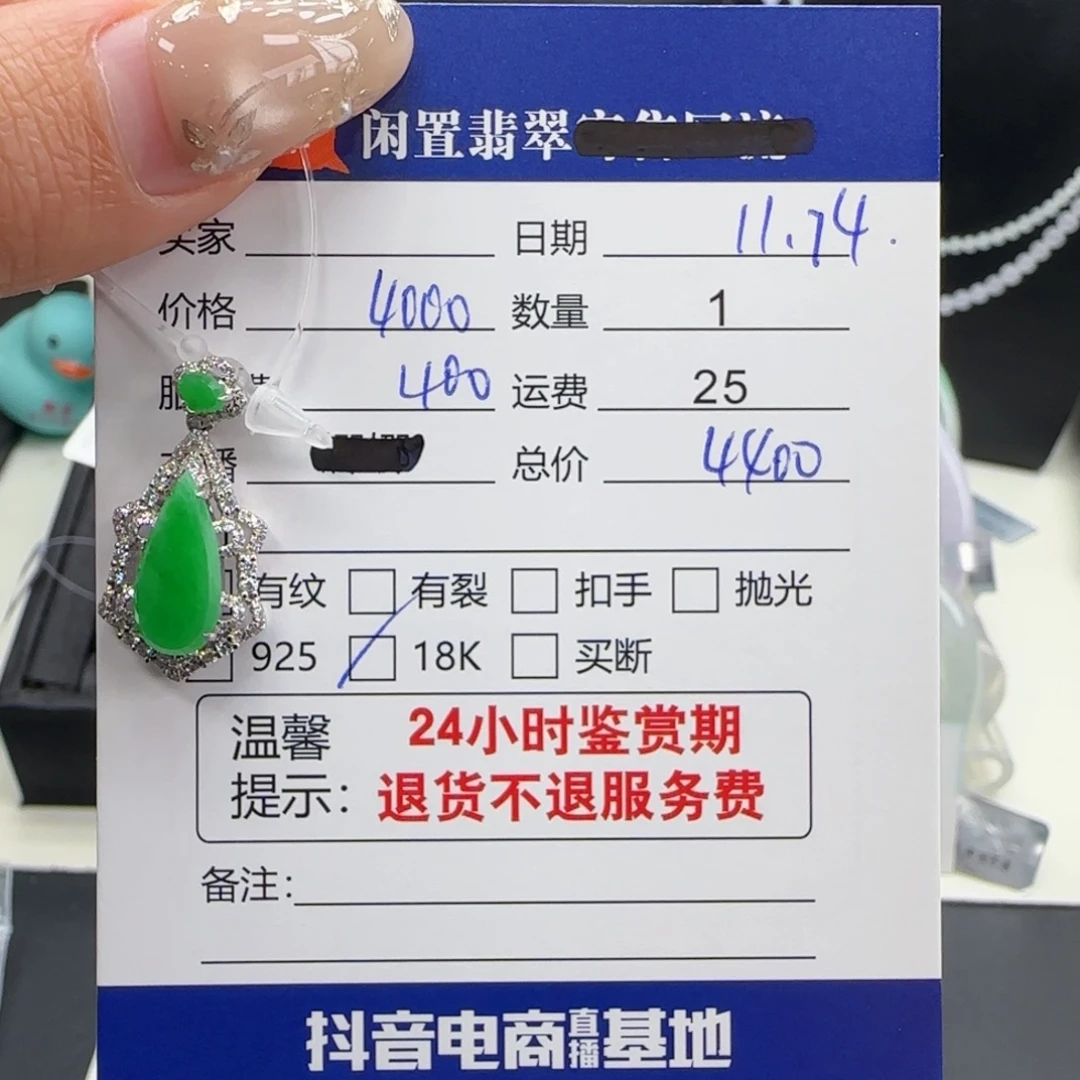 闲置翡翠
卖家 日期 11.14.
价格 4000 数量 1
400 运费 25
播 总价 4400
有纹 有裂 扣手 抛光
925 18K 买断
温馨 24小时鉴赏期
提示: 退货不退服务费
备注:
抖音电商直播基地